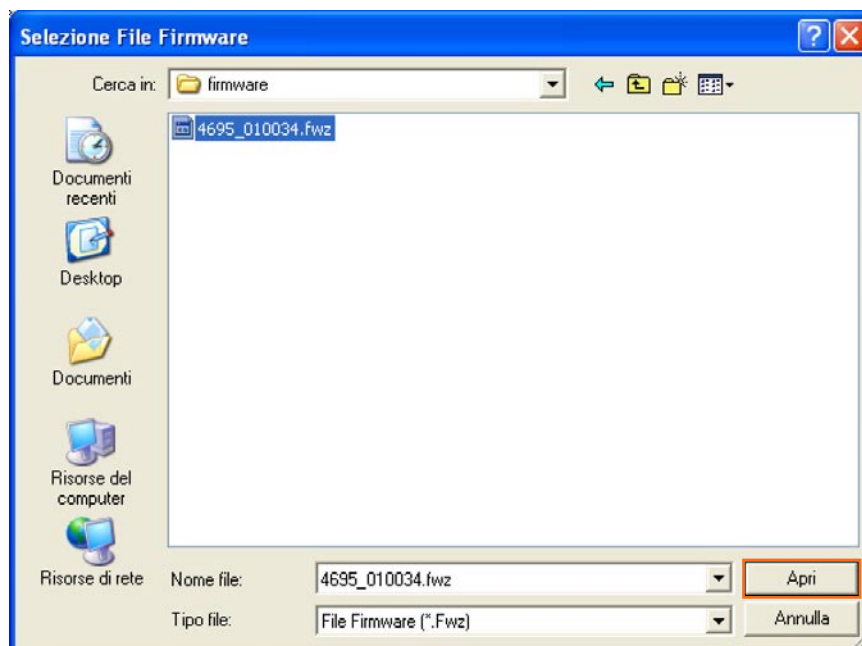 Selezione File Firmware
Cerca in:
firmware
4695_010034.fwz
Documenti
recenti
Desktop
Documenti
Risorse del
computer
Risorse di rete
Nome file:
4695_010034.fwz
Apri
Tipo file:
File Firmware (*.Fwz)
Annulla